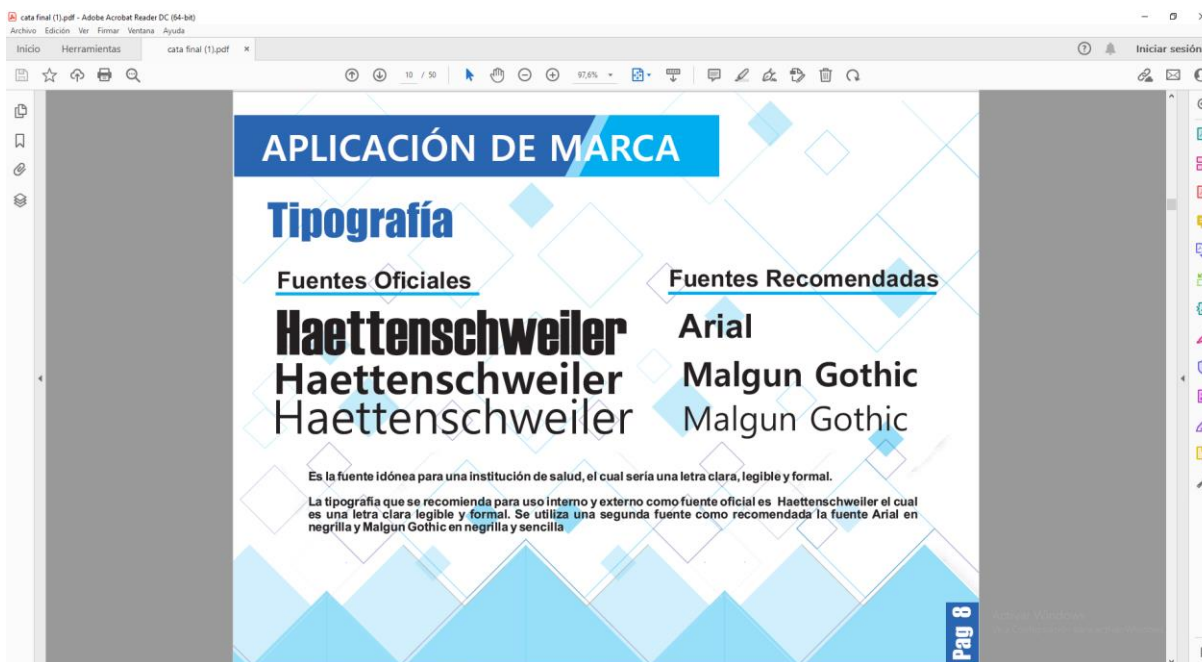 cata final (1).pdf - Adobe Acrobat Reader DC (64-bit)
Archivo Edición Ver Firmar Ventana Ayuda
Inicio Herramientas cata final (1).pdf × Iniciar sesión
10 / 50 97,6%
APLICACIÓN DE MARCA
Tipografía
Fuentes Oficiales
Haettenschweiler
Haettenschweiler
Haettenschweiler
Fuentes Recomendadas
Arial
Malgun Gothic
Malgun Gothic
Es la fuente idónea para una institución de salud, el cual sería una letra clara, legible y formal.
La tipografía que se recomienda para uso interno y externo como fuente oficial es Haettenschweiler el cual
es una letra clara legible y formal. Se utiliza una segunda fuente como recomendada la fuente Arial en
negrilla y Malgun Gothic en negrilla y sencilla
Pag 8
Activar Windows